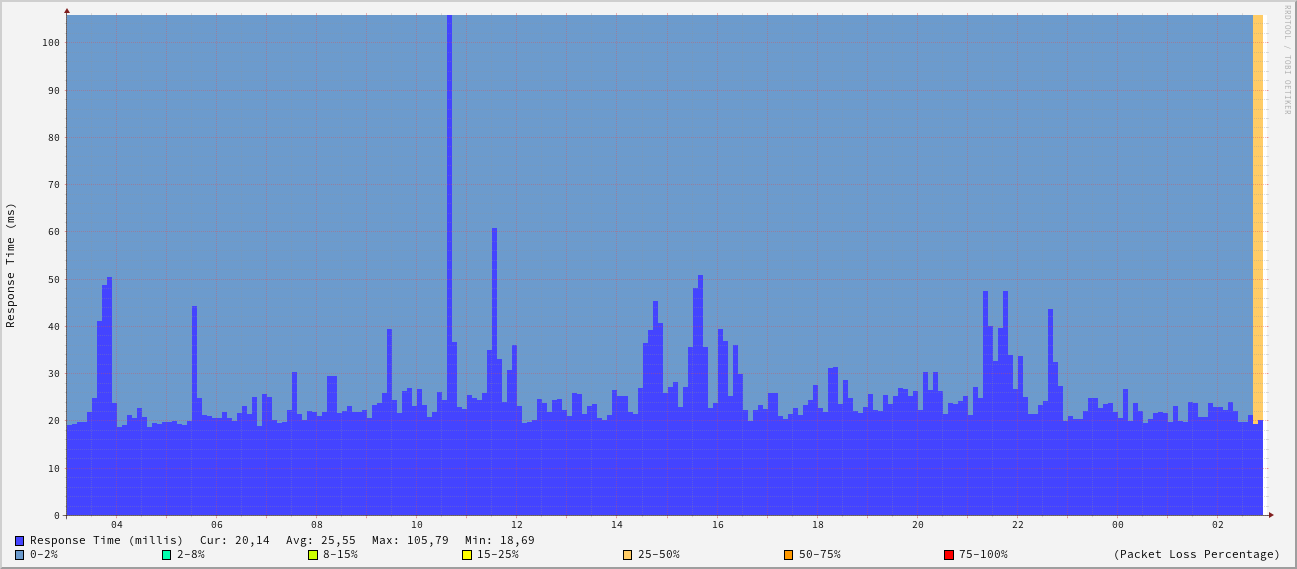 RRDTOOL / TOBI OETIKER
Response Time (ms)
100
90
80
70
60
50
40
30
20
10
0
04 06 08 10 12 14 16 18 20 22 00 02
Response Time (millis) Cur: 20,14 Avg: 25,55 Max: 105,79 Min: 18,69
0-2% 2-8% 8-15% 15-25% 25-50% 50-75% 75-100% (Packet Loss Percentage)